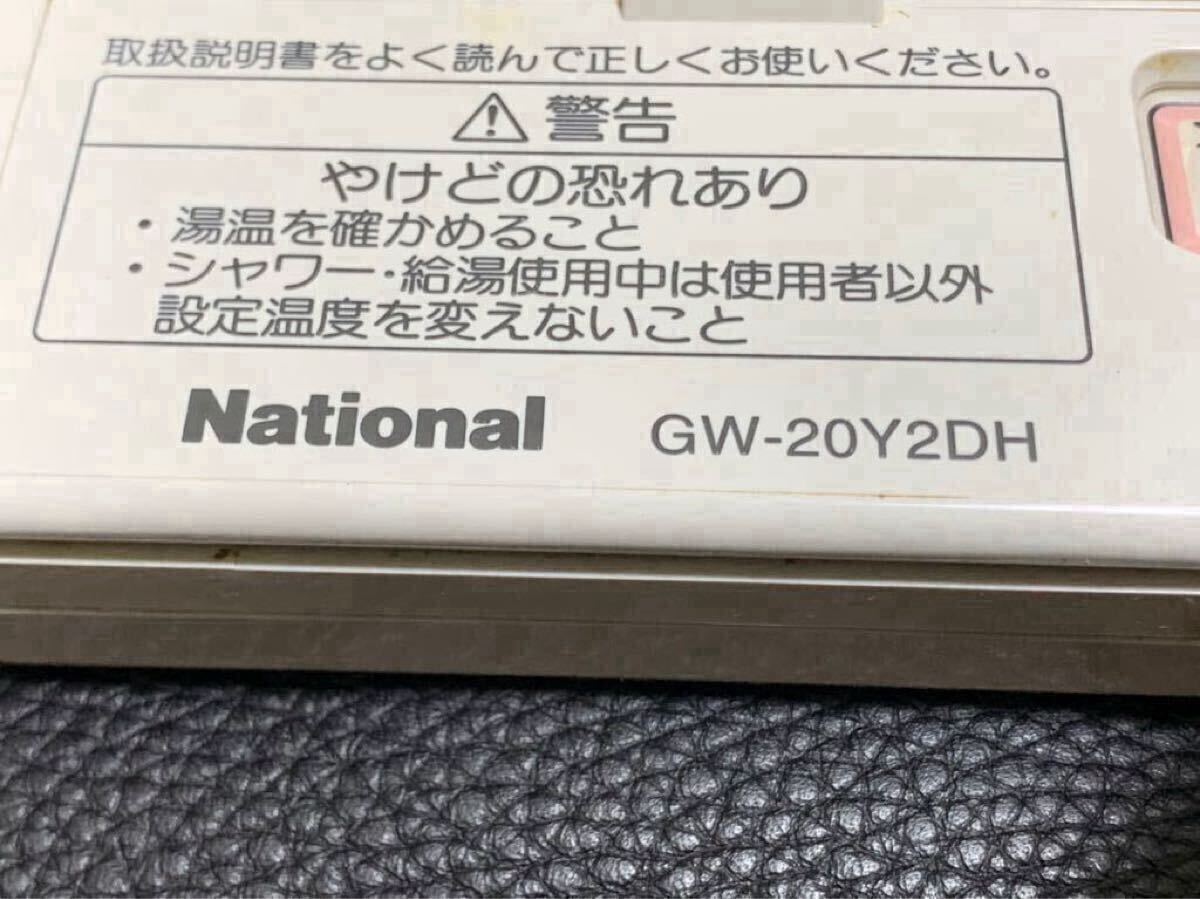 取扱説明書をよく読んで正しくお使いください。
警告
やけどの恐れあり
・湯温を確かめること
・シャワー・給湯使用中は使用者以外
設定温度を変えないこと
National GW-20Y2DH